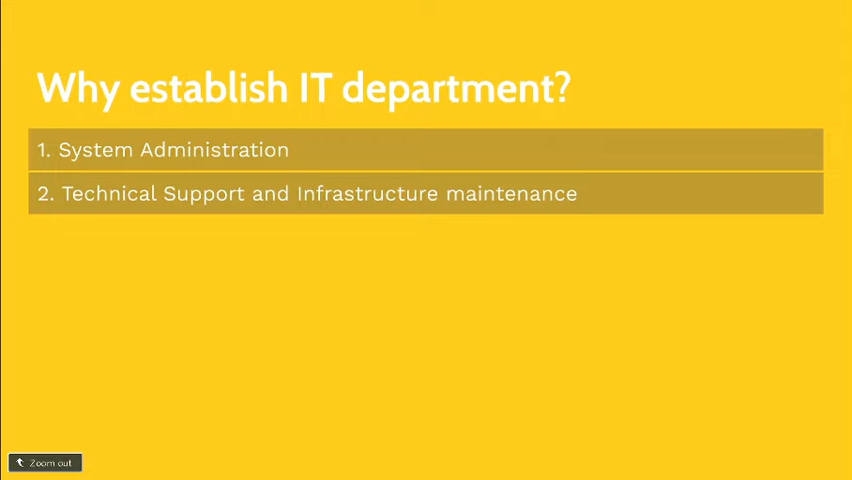 Why establish IT department?
1. System Administration
2. Technical Support and Infrastructure maintenance
Zoom out